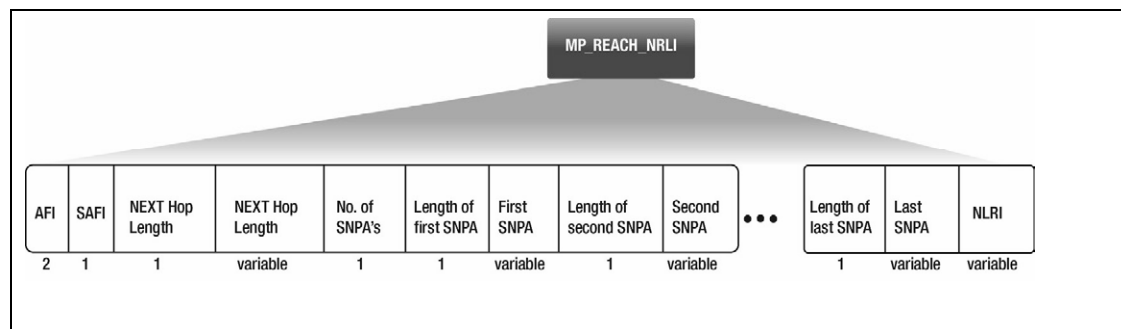 MP_REACH_NRLI
AFI
SAFI
NEXT Hop
Length
NEXT Hop
Length
No. of
SNPA's
Length of
first SNPA
First
SNPA
Length of
second SNPA
Second
SNPA
•••
Length of
last SNPA
Last
SNPA
NLRI
2
1
1
variable
1
1
variable
1
variable
1
variable
variable